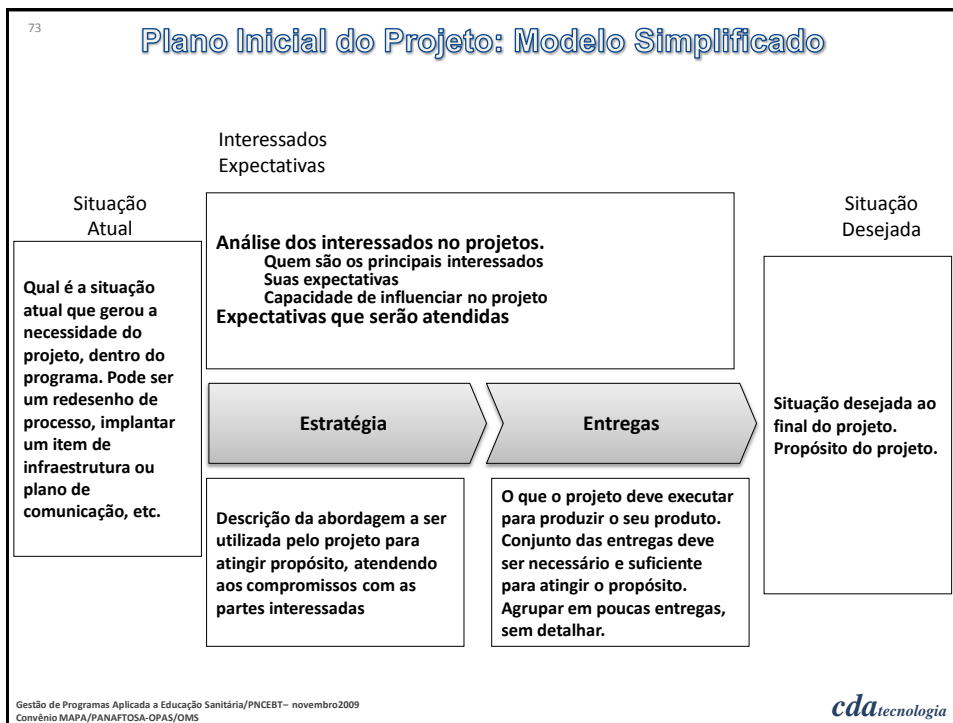 73
Plano Inicial do Projeto: Modelo Simplificado
Interessados
Expectativas
Situação
Atual
Situação
Desejada
Qual é a situação
atual que gerou a
necessidade do
projeto, dentro do
programa. Pode ser
um redesenho de
processo, implantar
um item de
infraestrutura ou
plano de
comunicação, etc.
Análise dos interessados no projetos.
Quem são os principais interessados
Suas expectativas
Capacidade de influenciar no projeto
Expectativas que serão atendidas
Estratégia
Entregas
Descrição da abordagem a ser
utilizada pelo projeto para
atingir propósito, atendendo
aos compromissos com as
partes interessadas
O que o projeto deve executar
para produzir o seu produto.
Conjunto das entregas deve
ser necessário e suficiente
para atingir o propósito.
Agrupar em poucas entregas,
sem detalhar.
Situação desejada ao
final do projeto.
Propósito do projeto.
Gestão de Programas Aplicada a Educação Sanitária/PNCEBT– novembro2009
Convênio MAPA/PANAFTOSA-OPAS/OMS
cdatecnologia